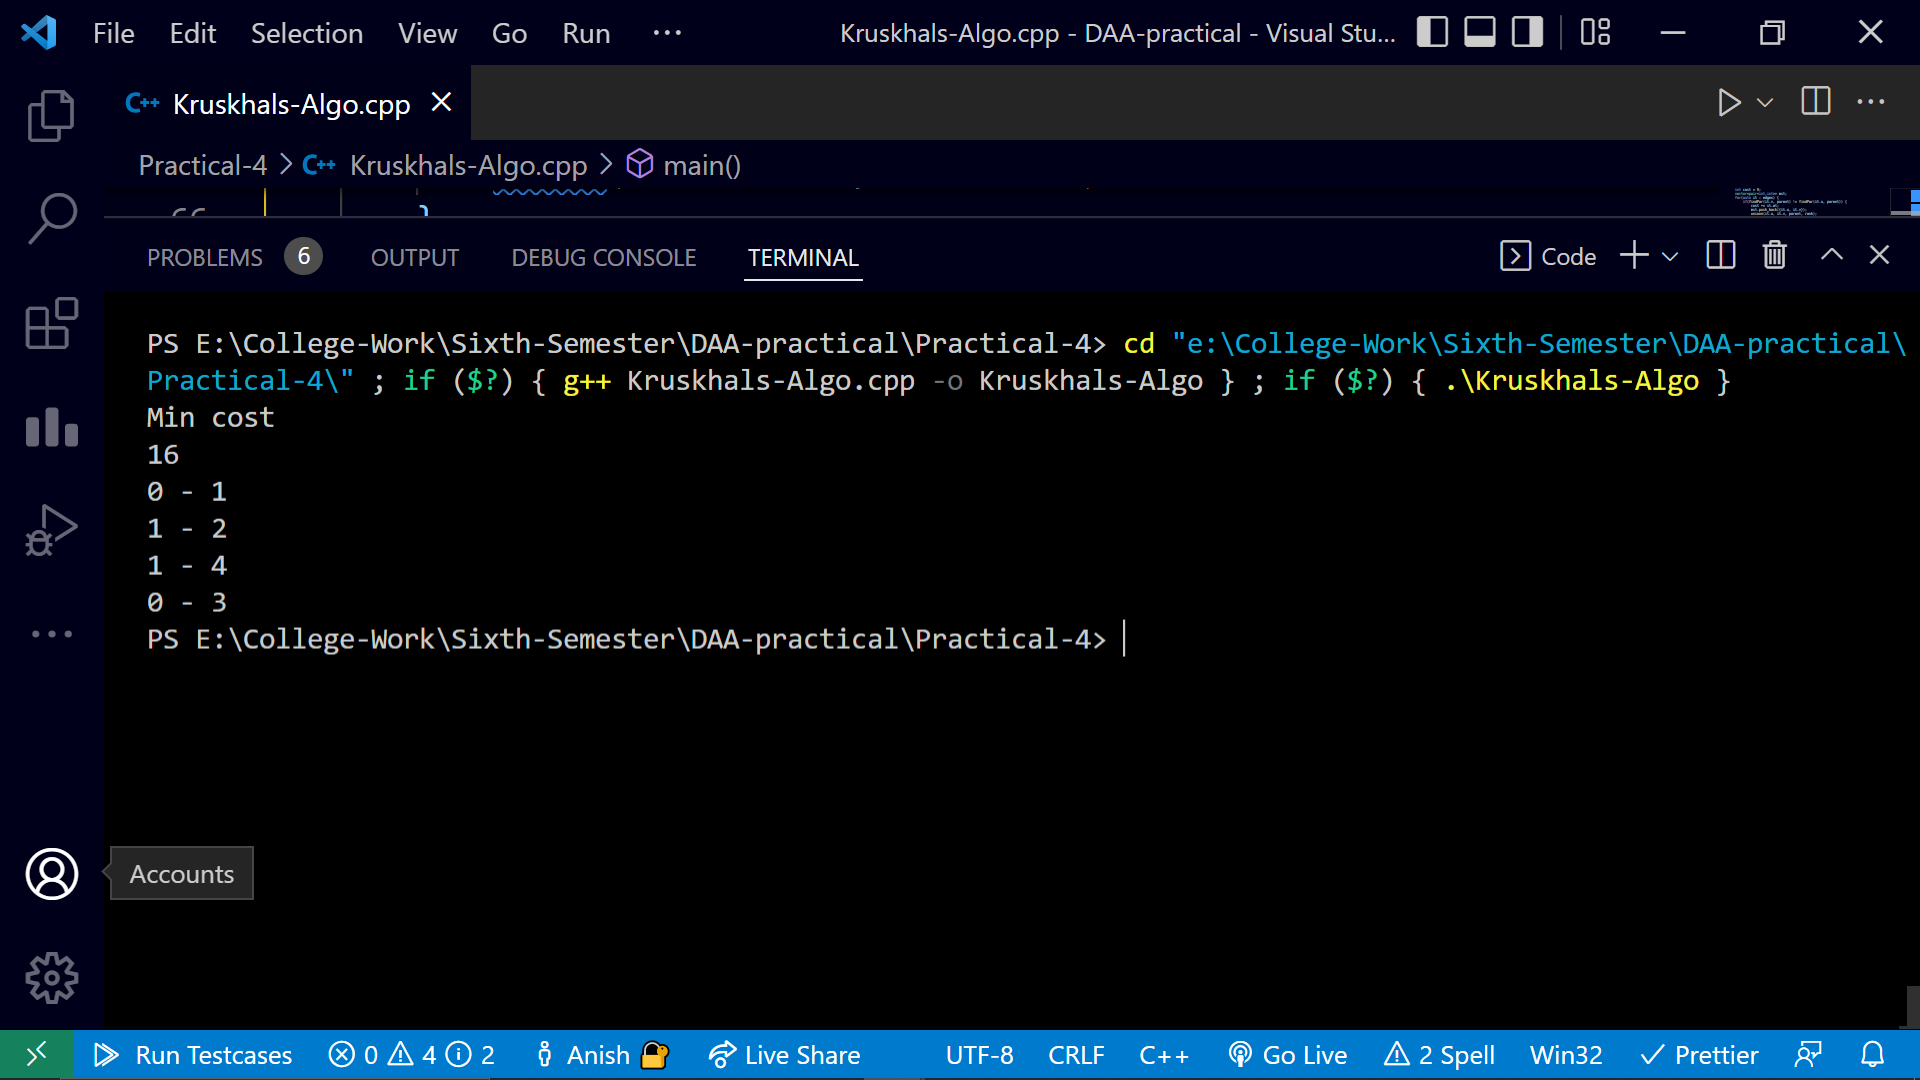 File Edit Selection View Go Run ··· Kruskhals-Algo.cpp - DAA-practical - Visual Stu...
C++ Kruskhals-Algo.cpp
Practical-4 > C++ Kruskhals-Algo.cpp > main()
PROBLEMS 6 OUTPUT DEBUG CONSOLE TERMINAL Code
PS E:\College-Work\Sixth-Semester\DAA-practical\Practical-4> cd "e:\College-Work\Sixth-Semester\DAA-practical\
Practical-4\" ; if ($?) { g++ Kruskhals-Algo.cpp -o Kruskhals-Algo } ; if ($?) { .\Kruskhals-Algo }
Min cost
16
0 - 1
1 - 2
1 - 4
0 - 3
PS E:\College-Work\Sixth-Semester\DAA-practical\Practical-4>
Accounts
Run Testcases 0 4 2 Anish Live Share UTF-8 CRLF C++ Go Live 2 Spell Win32 Prettier